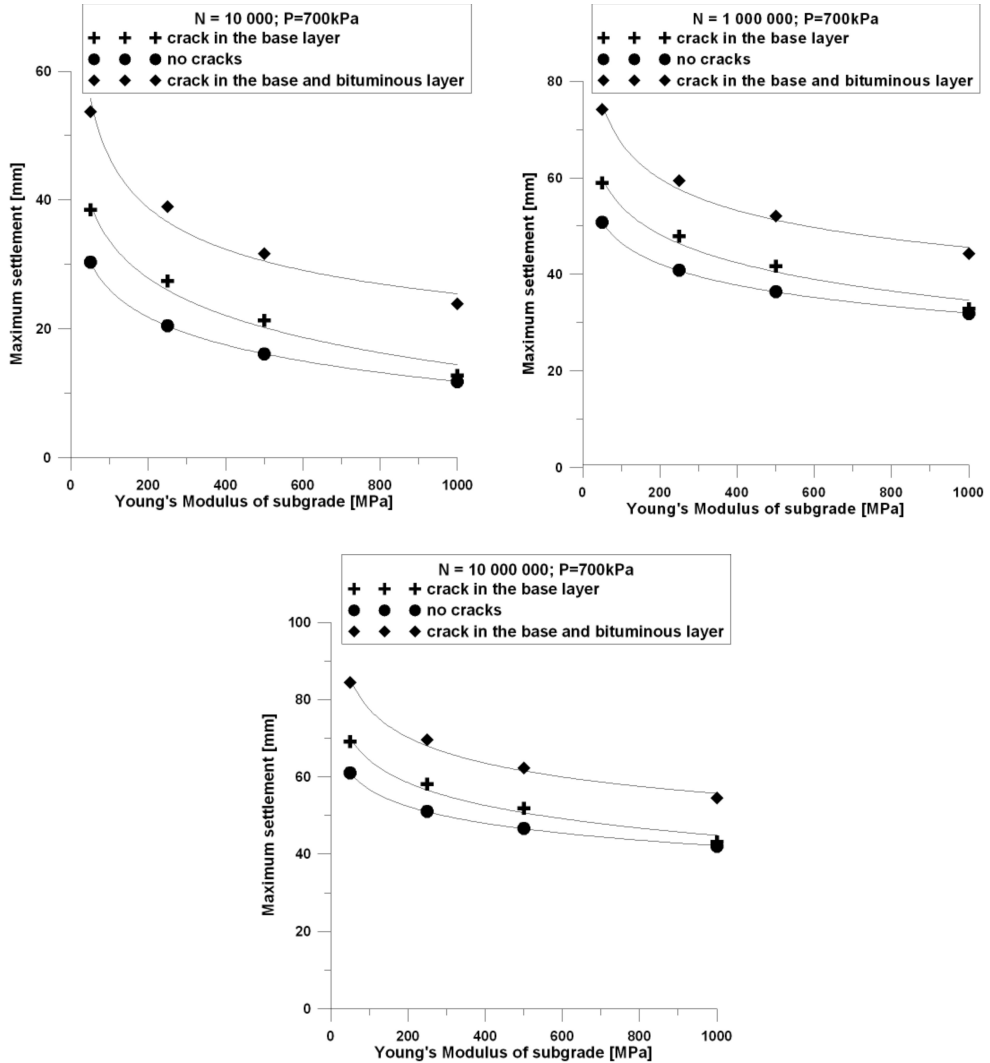 N = 10 000; P=700kPa
crack in the base layer
no cracks
crack in the base and bituminous layer
60
40
20
0
Maximum settlement [mm]
0 200 400 600 800 1000
Young's Modulus of subgrade [MPa]
N = 1 000 000; P=700kPa
crack in the base layer
no cracks
crack in the base and bituminous layer
80
60
40
20
0
Maximum settlement [mm]
0 200 400 600 800 1000
Young's Modulus of subgrade [MPa]
N = 10 000 000; P=700kPa
crack in the base layer
no cracks
crack in the base and bituminous layer
100
80
60
40
20
0
Maximum settlement [mm]
0 200 400 600 800 1000
Young's Modulus of subgrade [MPa]